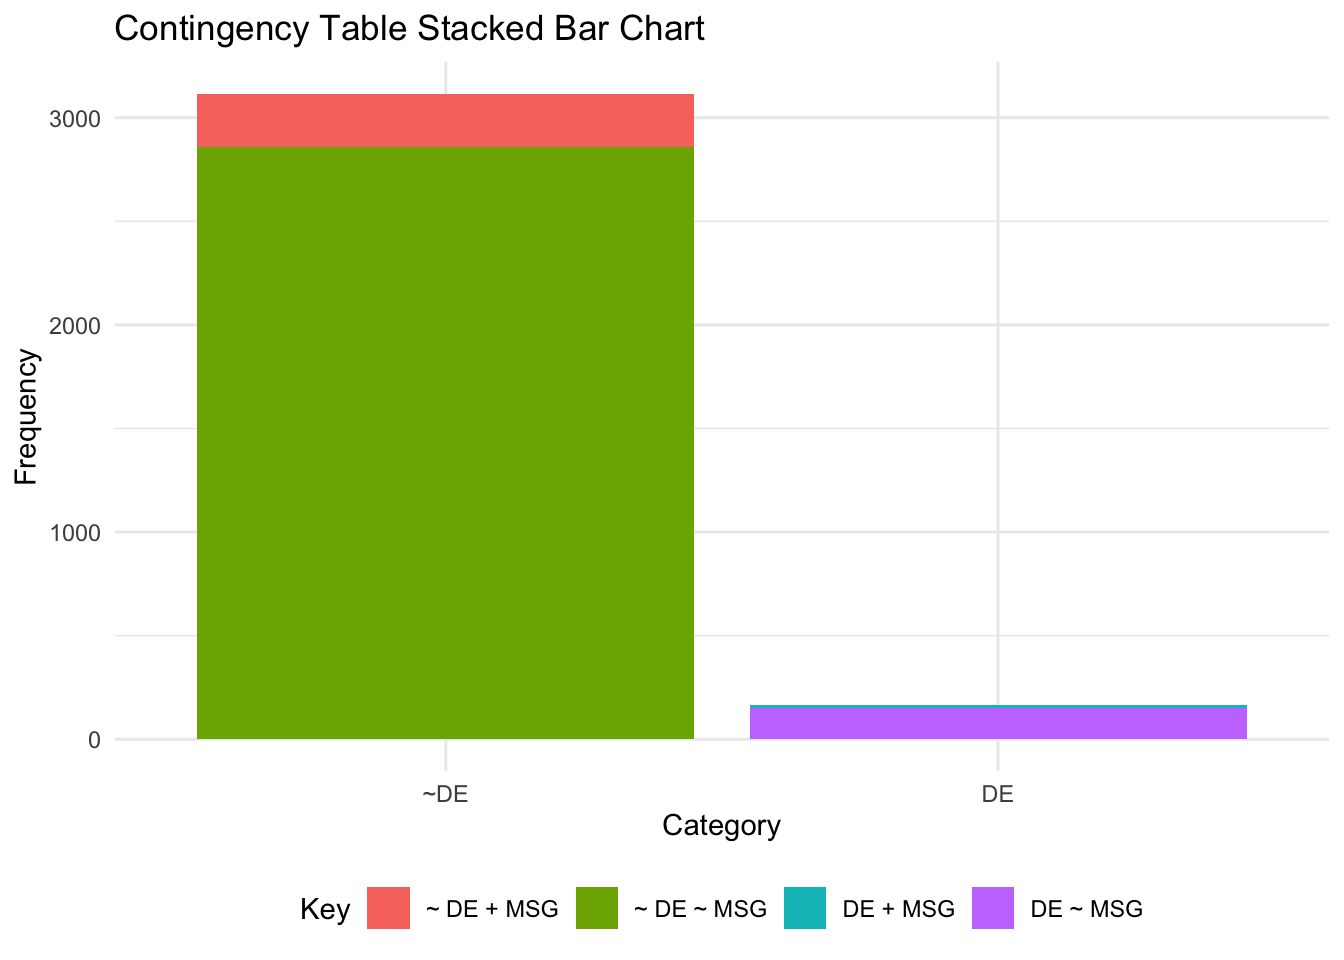 Contingency Table Stacked Bar Chart
3000
2000
1000
0
Frequency
~DE
DE
Category
Key
~ DE + MSG
~ DE ~ MSG
DE + MSG
DE ~ MSG